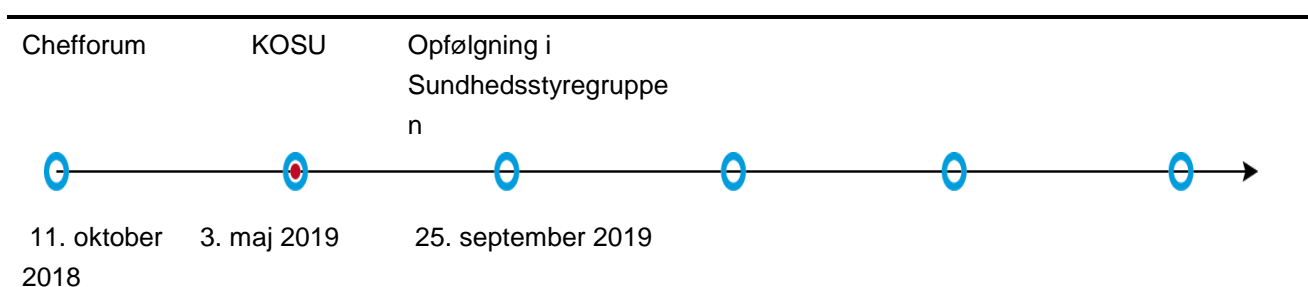 Chefforum KOSU Opfølgning i
Sundhedsstyregruppe
n
11. oktober 3. maj 2019 25. september 2019
2018